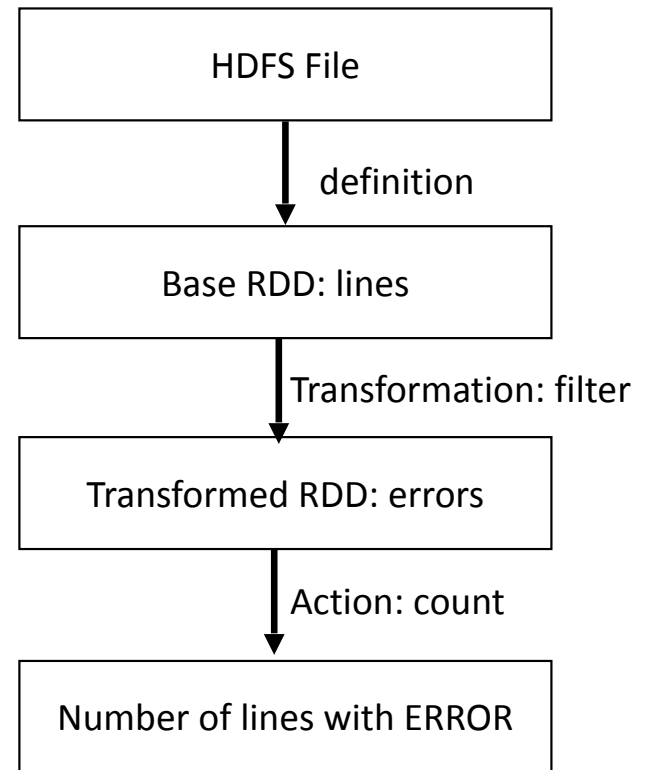 HDFS File
definition
Base RDD: lines
Transformation: filter
Transformed RDD: errors
Action: count
Number of lines with ERROR